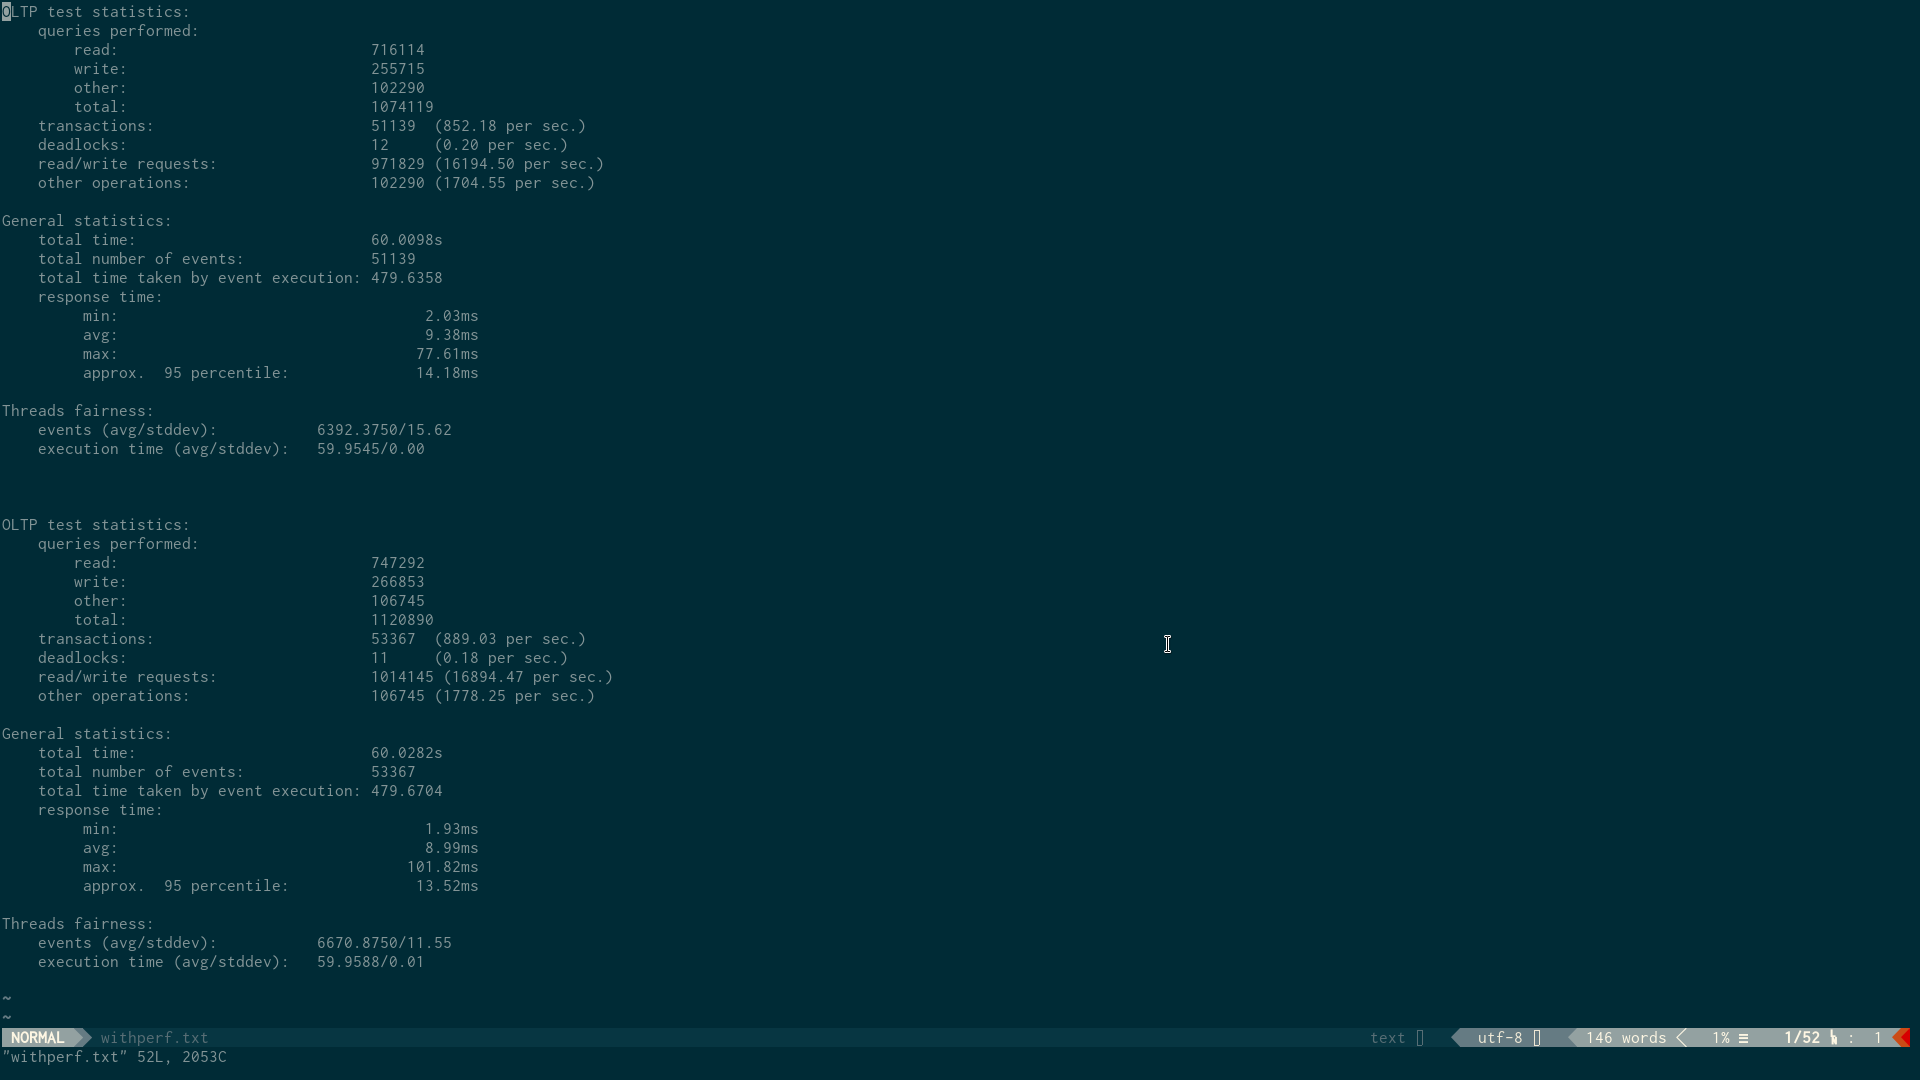 OLTP test statistics:
    queries performed:
        read:                            716114
        write:                           255715
        other:                           102290
        total:                           1074119
    transactions:                        51139  (852.18 per sec.)
    deadlocks:                           12     (0.20 per sec.)
    read/write requests:                 971829 (16194.50 per sec.)
    other operations:                    102290 (1704.55 per sec.)

General statistics:
    total time:                          60.0098s
    total number of events:              51139
    total time taken by event execution: 479.6358
    response time:
         min:                                  2.03ms
         avg:                                  9.38ms
         max:                                 77.61ms
         approx.  95 percentile:              14.18ms

Threads fairness:
    events (avg/stddev):           6392.3750/15.62
    execution time (avg/stddev):   59.9545/0.00

OLTP test statistics:
    queries performed:
        read:                            747292
        write:                           266853
        other:                           106745
        total:                           1120890
    transactions:                        53367  (889.03 per sec.)
    deadlocks:                           11     (0.18 per sec.)
    read/write requests:                 1014145 (16894.47 per sec.)
    other operations:                    106745 (1778.25 per sec.)

General statistics:
    total time:                          60.0282s
    total number of events:              53367
    total time taken by event execution: 479.6704
    response time:
         min:                                  1.93ms
         avg:                                  8.99ms
         max:                                101.82ms
         approx.  95 percentile:              13.52ms

Threads fairness:
    events (avg/stddev):           6670.8750/11.55
    execution time (avg/stddev):   59.9588/0.01

~
~
NORMAL withperf.txt text utf-8 146 words 1% ≡ 1/52 : 1
"withperf.txt" 52L, 2053C